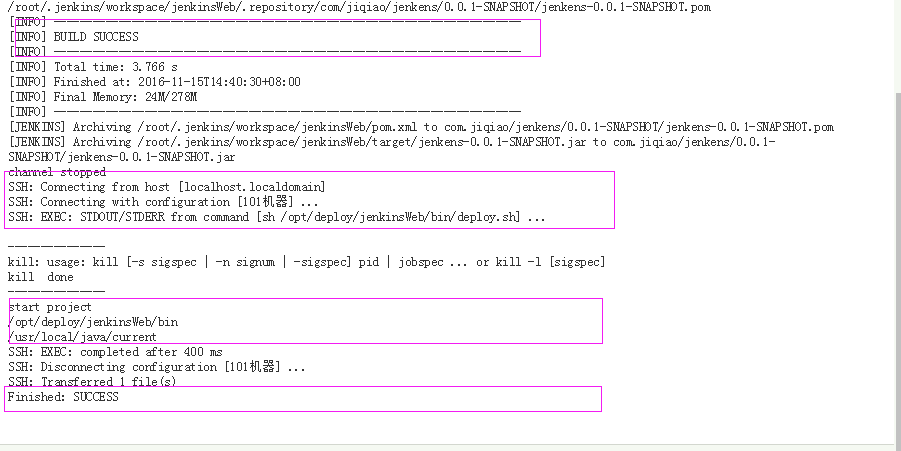 /root/.jenkins/workspace/jenkinsWeb/.repository/com/jiqiao/jenkens/0.0.1-SNAPSHOT/jenkens-0.0.1-SNAPSHOT.pom
[INFO] ------------------------------------------------------------------------
[INFO] BUILD SUCCESS
[INFO] ------------------------------------------------------------------------
[INFO] Total time: 3.766 s
[INFO] Finished at: 2016-11-15T14:40:30+08:00
[INFO] Final Memory: 24M/278M
[INFO] ------------------------------------------------------------------------
[JENKINS] Archiving /root/.jenkins/workspace/jenkinsWeb/pom.xml to com.jiqiao/jenkens/0.0.1-SNAPSHOT/jenkens-0.0.1-SNAPSHOT.pom
[JENKINS] Archiving /root/.jenkins/workspace/jenkinsWeb/target/jenkens-0.0.1-SNAPSHOT.jar to com.jiqiao/jenkens/0.0.1-
SNAPSHOT/jenkens-0.0.1-SNAPSHOT.jar
channel stopped
SSH: Connecting from host [localhost.localdomain]
SSH: Connecting with configuration [101机器] ...
SSH: EXEC: STDOUT/STDERR from command [sh /opt/deploy/jenkinsWeb/bin/deploy.sh] ...
---------------
kill: usage: kill [-s sigspec | -n signum | -sigspec] pid | jobspec ... or kill -l [sigspec]
kill  done
---------------
start project
/opt/deploy/jenkinsWeb/bin
/usr/local/java/current
SSH: EXEC: completed after 400 ms
SSH: Disconnecting configuration [101机器] ...
SSH: Transferred 1 file(s)
Finished: SUCCESS